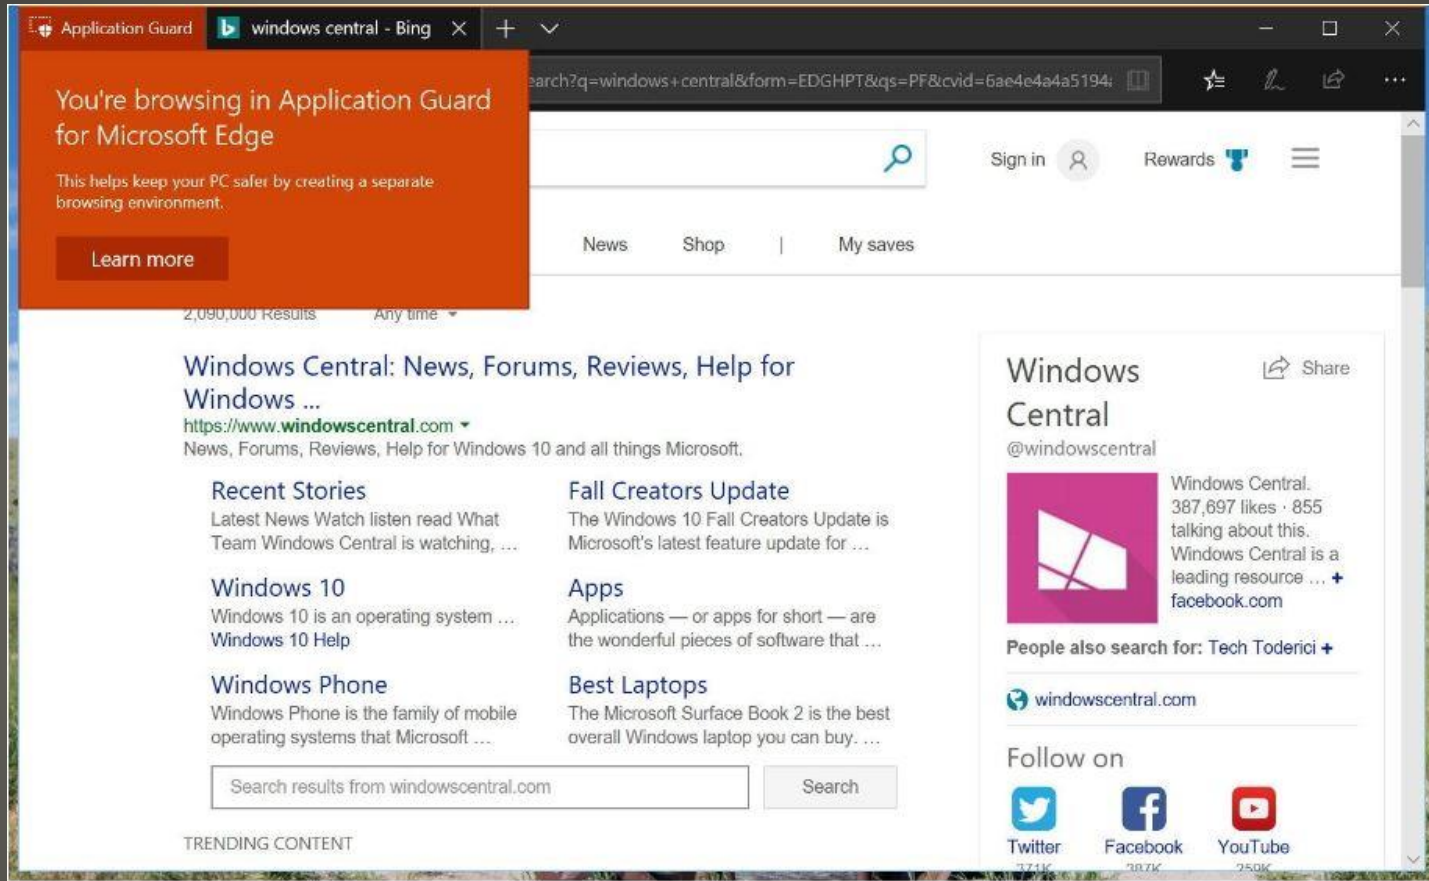 Application Guard
windows central - Bing
You're browsing in Application Guard
for Microsoft Edge
This helps keep your PC safer by creating a separate
browsing environment.
Learn more
earch?q=windows+central&form=EDGHPT&qs=PF&cvid=6ae4e4a4a5194
Sign in
Rewards
News
Shop
|
My saves
2,090,000 Results
Any time
Windows Central: News, Forums, Reviews, Help for
Windows ...
https://www.windowscentral.com
News, Forums, Reviews, Help for Windows 10 and all things Microsoft.
Recent Stories
Latest News Watch listen read What
Team Windows Central is watching, ...
Fall Creators Update
The Windows 10 Fall Creators Update is
Microsoft's latest feature update for ...
Windows 10
Windows 10 is an operating system ...
Windows 10 Help
Apps
Applications — or apps for short — are
the wonderful pieces of software that ...
Windows Phone
Windows Phone is the family of mobile
operating systems that Microsoft ...
Best Laptops
The Microsoft Surface Book 2 is the best
overall Windows laptop you can buy. ...
Search results from windowscentral.com
Search
TRENDING CONTENT
Windows
Central
Share
@windowscentral
Windows Central.
387,697 likes · 855
talking about this.
Windows Central is a
leading resource ... +
facebook.com
People also search for: Tech Toderici +
windowscentral.com
Follow on
Twitter
Facebook
YouTube
371K
387K
259K